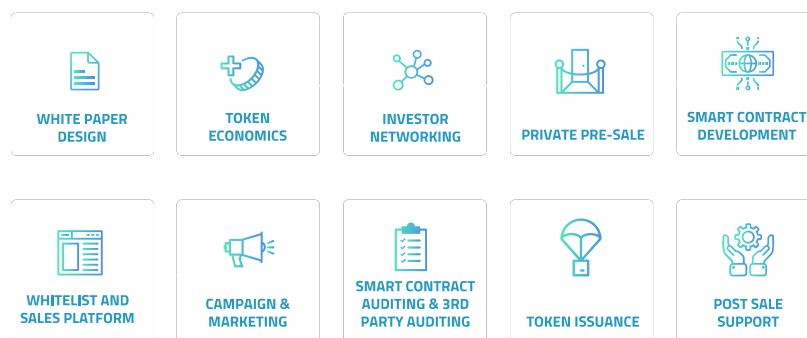 WHITE PAPER
DESIGN
TOKEN
ECONOMICS
INVESTOR
NETWORKING
PRIVATE PRE-SALE
SMART CONTRACT
DEVELOPMENT
WHITELIST AND
SALES PLATFORM
CAMPAIGN &
MARKETING
SMART CONTRACT
AUDITING & 3RD
PARTY AUDITING
TOKEN ISSUANCE
POST SALE
SUPPORT